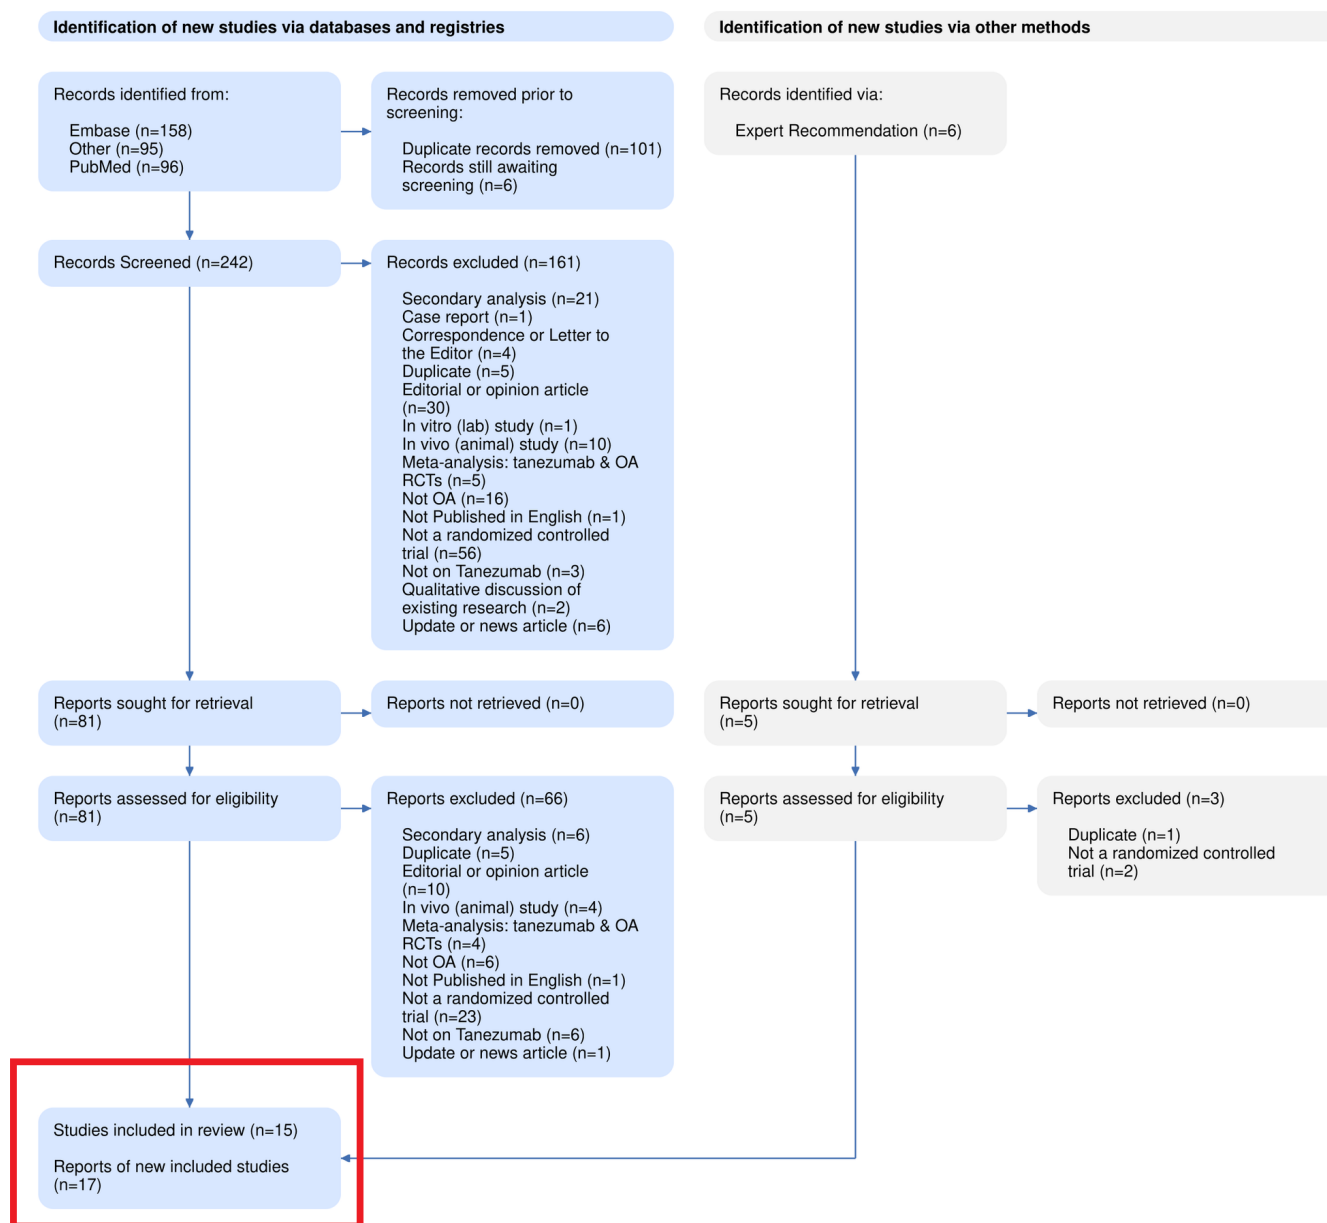 Identification of new studies via databases and registries
Identification of new studies via other methods
Records identified from:
Embase (n=158)
Other (n=95)
PubMed (n=96)
Records removed prior to
screening:
Duplicate records removed (n=101)
Records still awaiting
screening (n=6)
Records identified via:
Expert Recommendation (n=6)
Records Screened (n=242)
Records excluded (n=161)
Secondary analysis (n=21)
Case report (n=1)
Correspondence or Letter to
the Editor (n=4)
Duplicate (n=5)
Editorial or opinion article
(n=30)
In vitro (lab) study (n=1)
In vivo (animal) study (n=10)
Meta-analysis: tanezumab & OA
RCTs (n=5)
Not OA (n=16)
Not Published in English (n=1)
Not a randomized controlled
trial (n=56)
Not on Tanezumab (n=3)
Qualitative discussion of
existing research (n=2)
Update or news article (n=6)
Reports sought for retrieval
(n=81)
Reports not retrieved (n=0)
Reports sought for retrieval
(n=5)
Reports not retrieved (n=0)
Reports assessed for eligibility
(n=81)
Reports excluded (n=66)
Secondary analysis (n=6)
Duplicate (n=5)
Editorial or opinion article
(n=10)
In vivo (animal) study (n=4)
Meta-analysis: tanezumab & OA
RCTs (n=4)
Not OA (n=6)
Not Published in English (n=1)
Not a randomized controlled
trial (n=23)
Not on Tanezumab (n=6)
Update or news article (n=1)
Reports assessed for eligibility
(n=5)
Reports excluded (n=3)
Duplicate (n=1)
Not a randomized controlled
trial (n=2)
Studies included in review (n=15)
Reports of new included studies
(n=17)